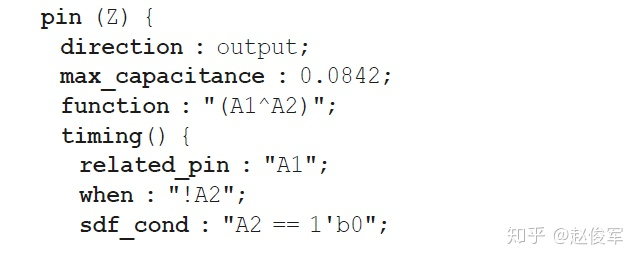 pin (Z) {
direction : output;
max_capacitance : 0.0842;
function : "(A1^A2)";
timing() {
related_pin : "A1";
when : "!A2";
sdf_cond : "A2 == 1'b0";
知乎 @赵俊军